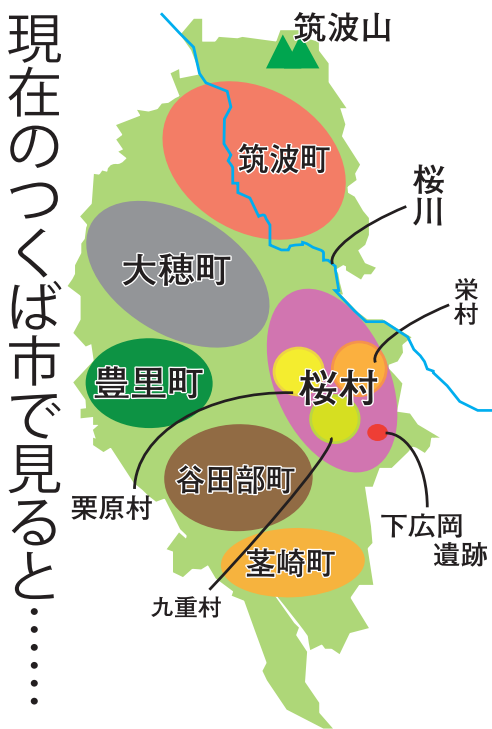 現在のつくば市で見ると……
筑波山
筑波町
桜川
大穂町
栄村
豊里町
桜村
谷田部町
栗原村
下広岡
遺跡
茎崎町
九重村